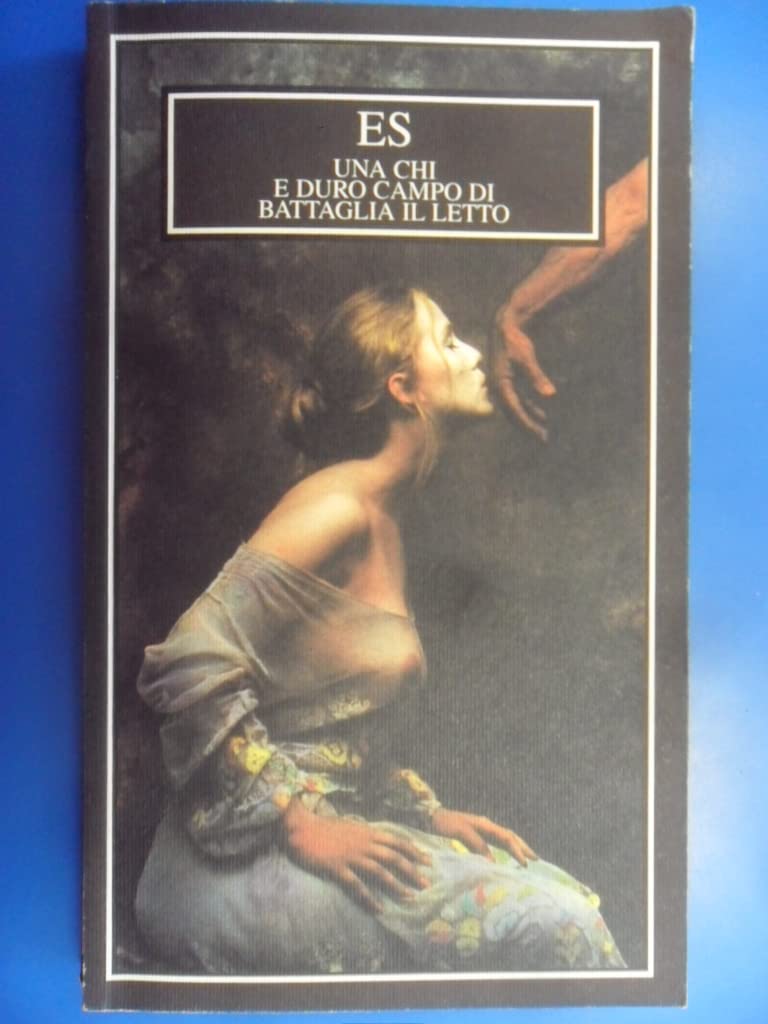 ES
UNA CHI
E DURO CAMPO DI
BATTAGLIA IL LETTO